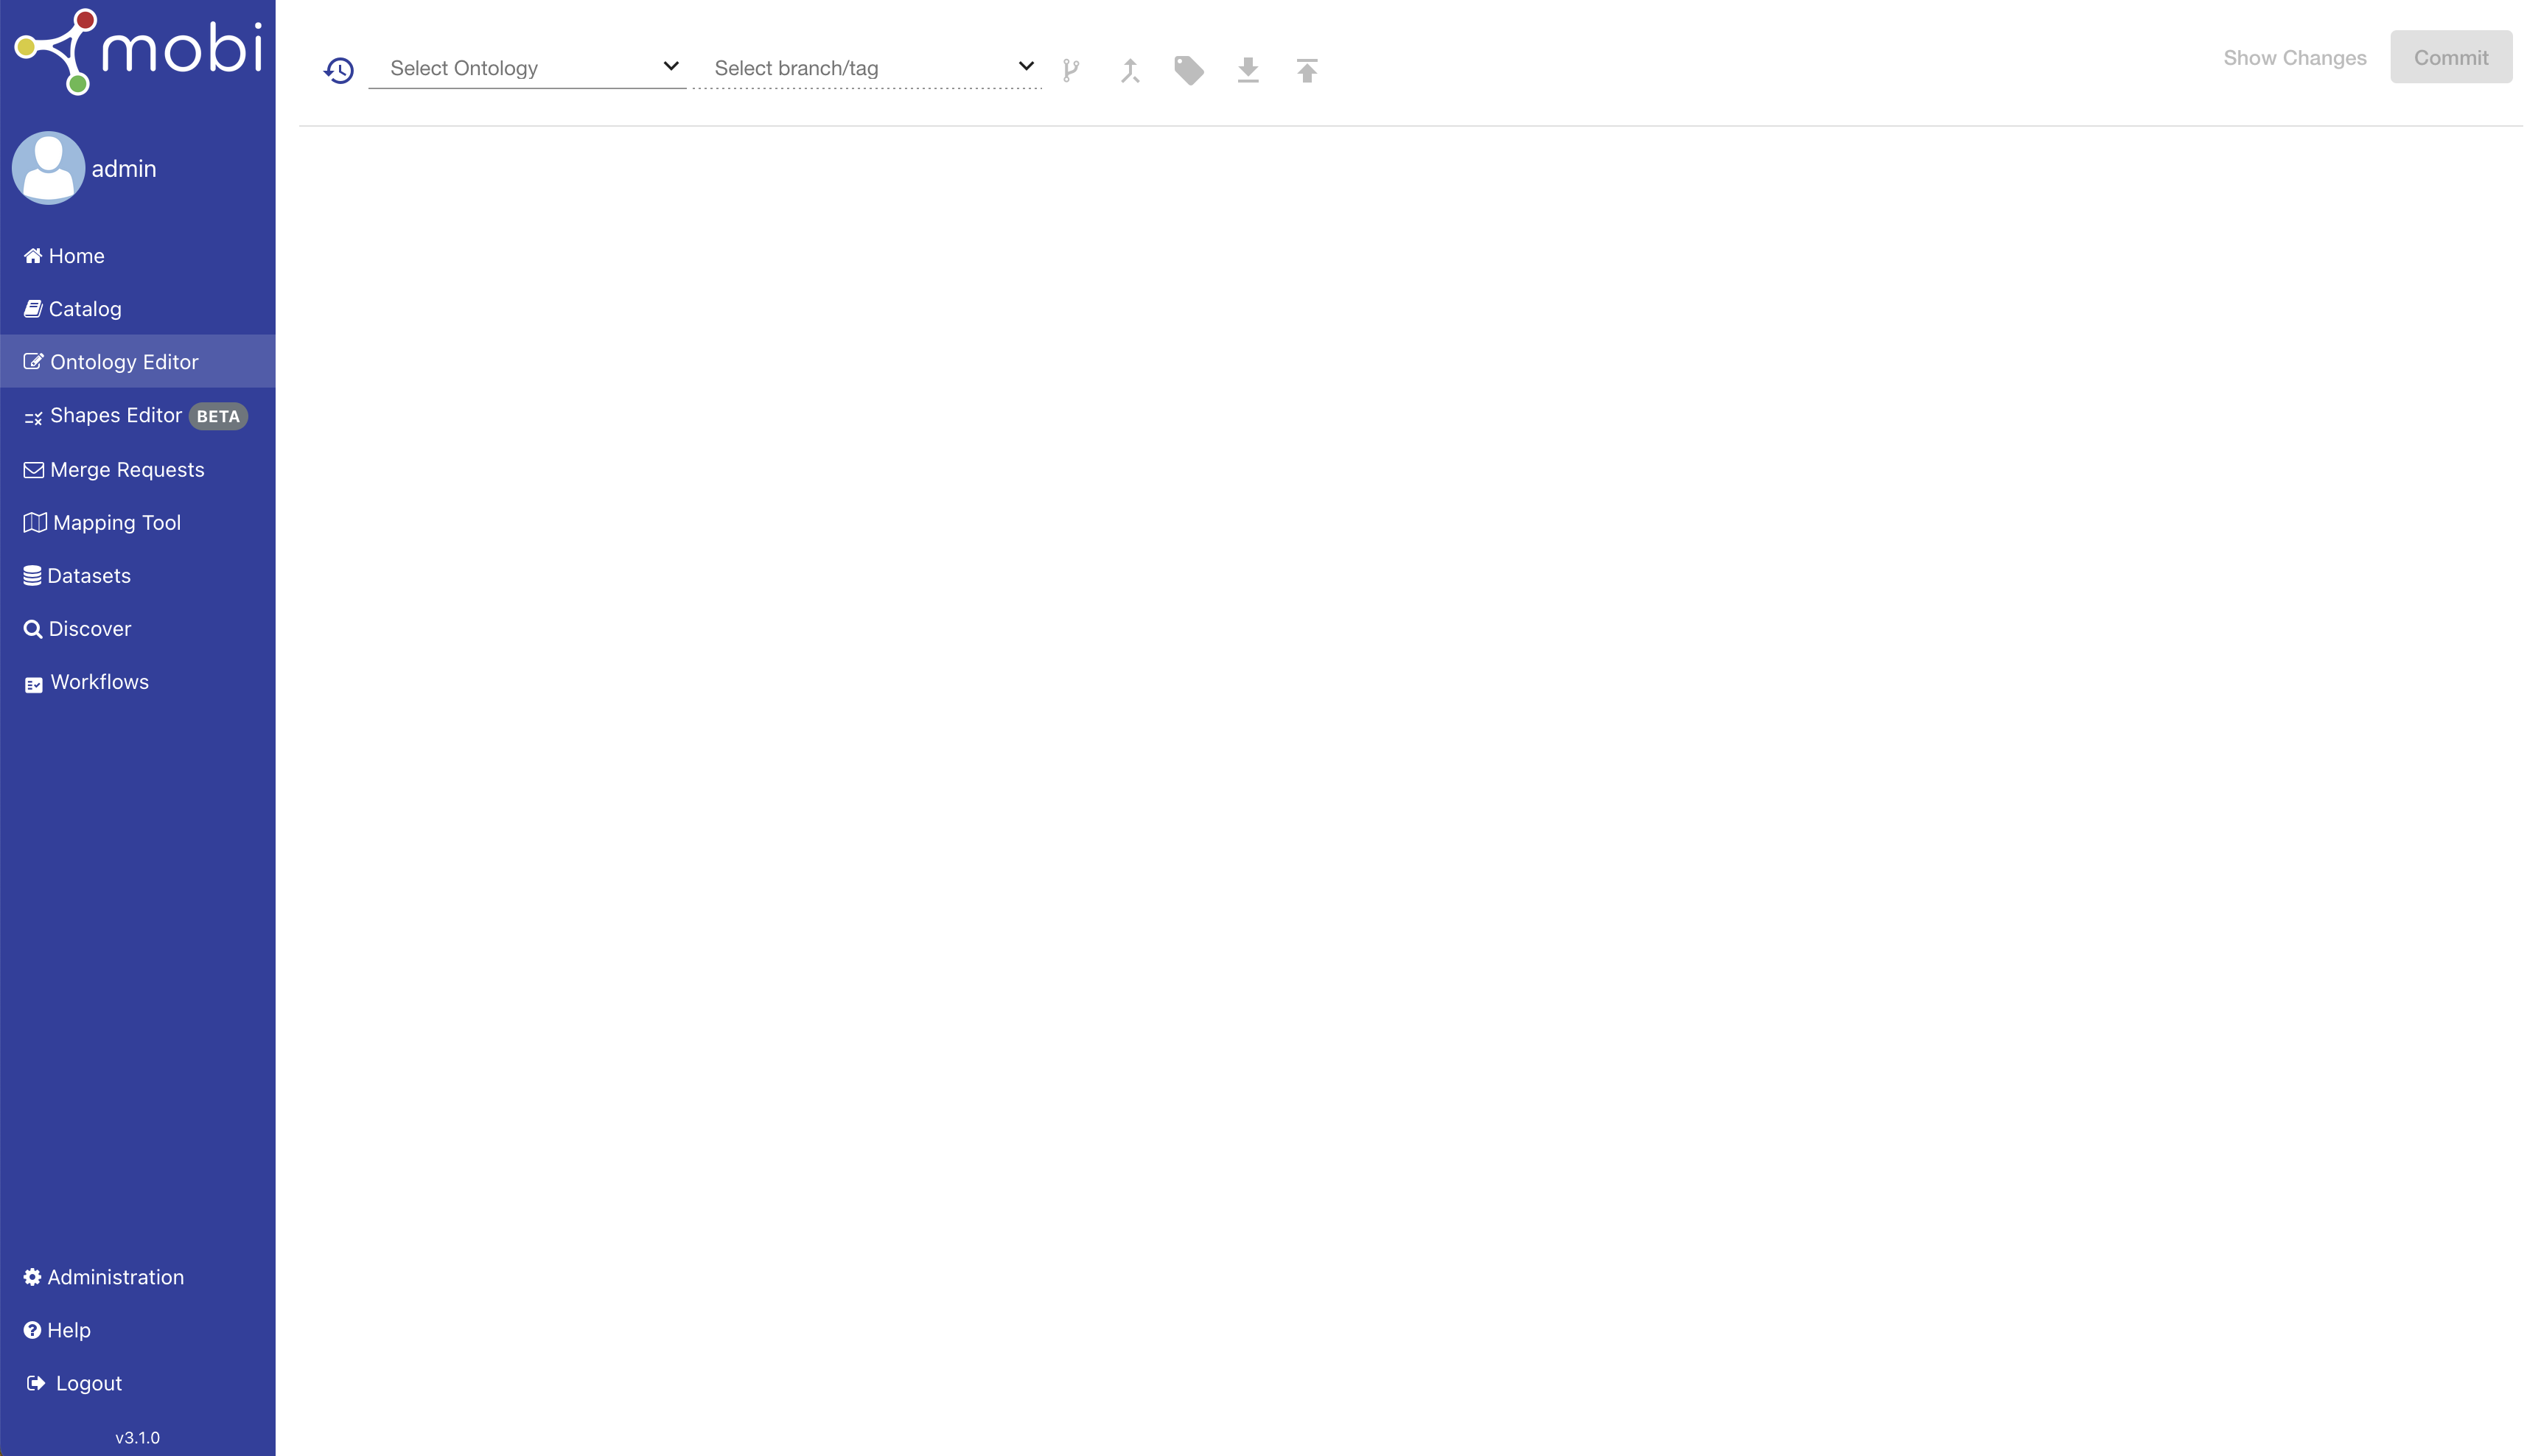 mobi
admin
Home
Catalog
Ontology Editor
Shapes Editor BETA
Merge Requests
Mapping Tool
Datasets
Discover
Workflows
Administration
Help
Logout
v3.1.0
Select Ontology
Select branch/tag
Show Changes
Commit